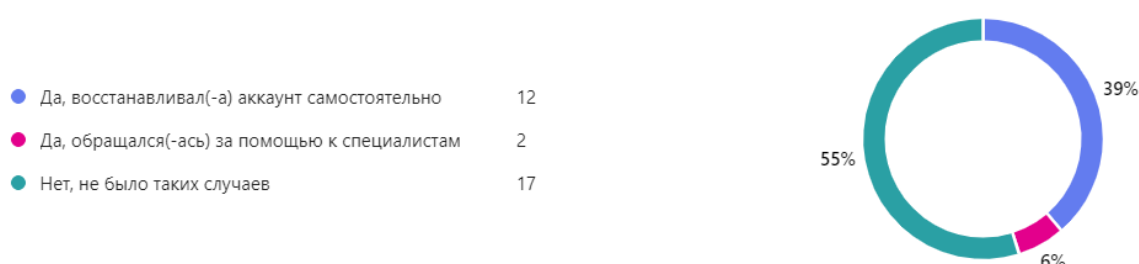 Да, восстанавливал(-а) аккаунт самостоятельно 12
Да, обращался(-ась) за помощью к специалистам 2
Нет, не было таких случаев 17
39%
55%
6%